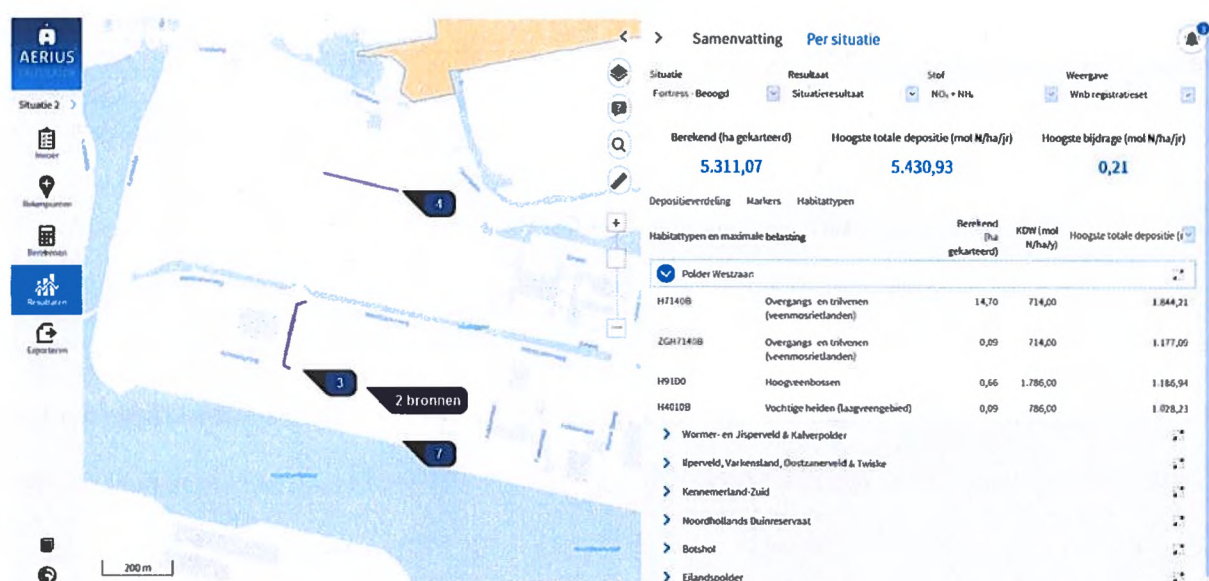 AERIUS
CALCULATOR
Situatie 2
Invoer
Rekenpunten
Berekenen
Resultaten
Exporteren
4
3
2 bronnen
7
200 m
Samenvatting Per situatie
Situatie Resultaat Stof Weergave
Fortress - Beoogd Situatieresultaat NOₓ + NH₃ Wnb registratieset
Berekend (ha gekarteerd) Hoogste totale depositie (mol N/ha/jr) Hoogste bijdrage (mol N/ha/jr)
5.311,07 5.430,93 0,21
Depositieverdeling Markers Habitattypen
Habitattypen en maximale belasting Berekend (ha gekarteerd) KDW (mol N/ha/y) Hoogste totale depositie (
Polder Westzaan
H7140B Overgangs- en trilvenen (veenmosrietlanden) 14,70 714,00 1.844,21
ZGH7140B Overgangs- en trilvenen (veenmosrietlanden) 0,09 714,00 1.177,09
H91D0 Hoogveenbossen 0,66 1.786,00 1.186,94
H4010B Vochtige heiden (laagveengebied) 0,09 786,00 1.028,23
Wormer- en Jisperveld & Kalverpolder
Ilperveld, Varkensland, Oostzanerveld & Twiske
Kennemerland-Zuid
Noordhollands Duinreservaat
Botshol
Eilandspolder